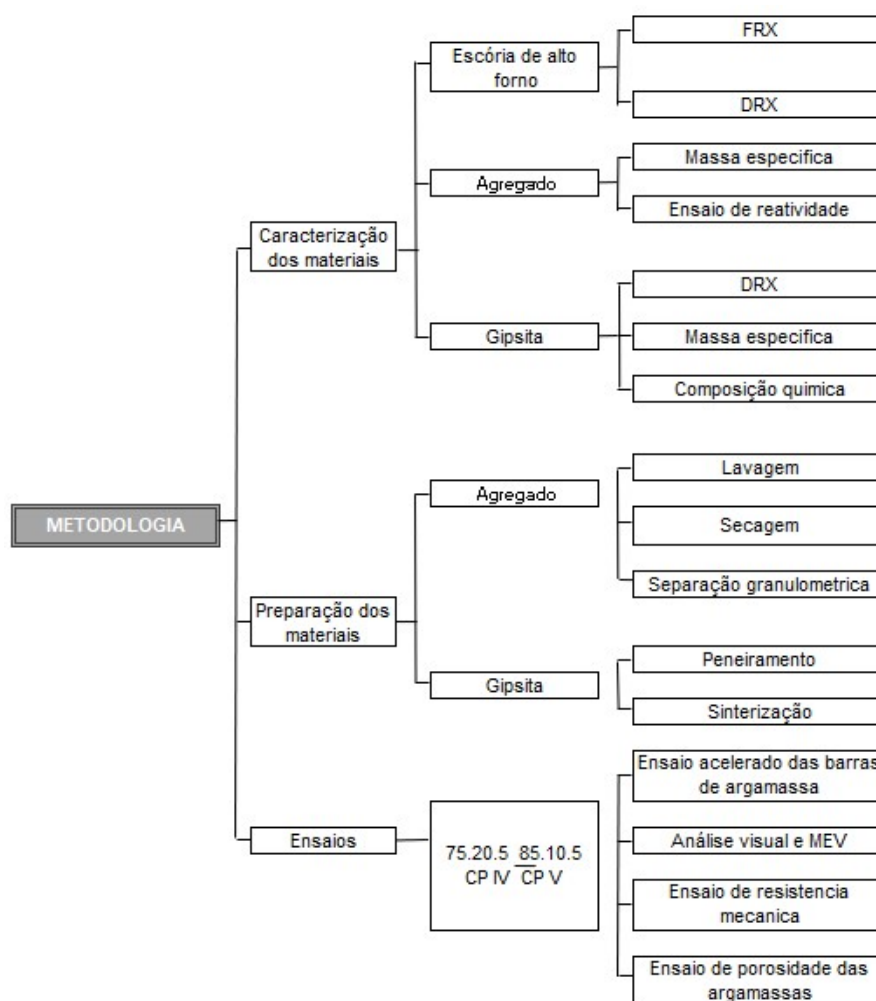 FRX
Escória de alto
forno
DRX
Massa especifica
Agregado
Ensaio de reatividade
Caracterização
dos materiais
DRX
Gipsita
Massa especifica
Composição quimica
Lavagem
Agregado
Secagem
METODOLOGIA
Separação granulometrica
Preparação dos
materiais
Peneiramento
Gipsita
Sinterização
Ensaio acelerado das barras
de argamassa
Ensaios
75.20.5 85.10.5
CP IV CP V
Análise visual e MEV
Ensaio de resistencia
mecanica
Ensaio de porosidade das
argamassas